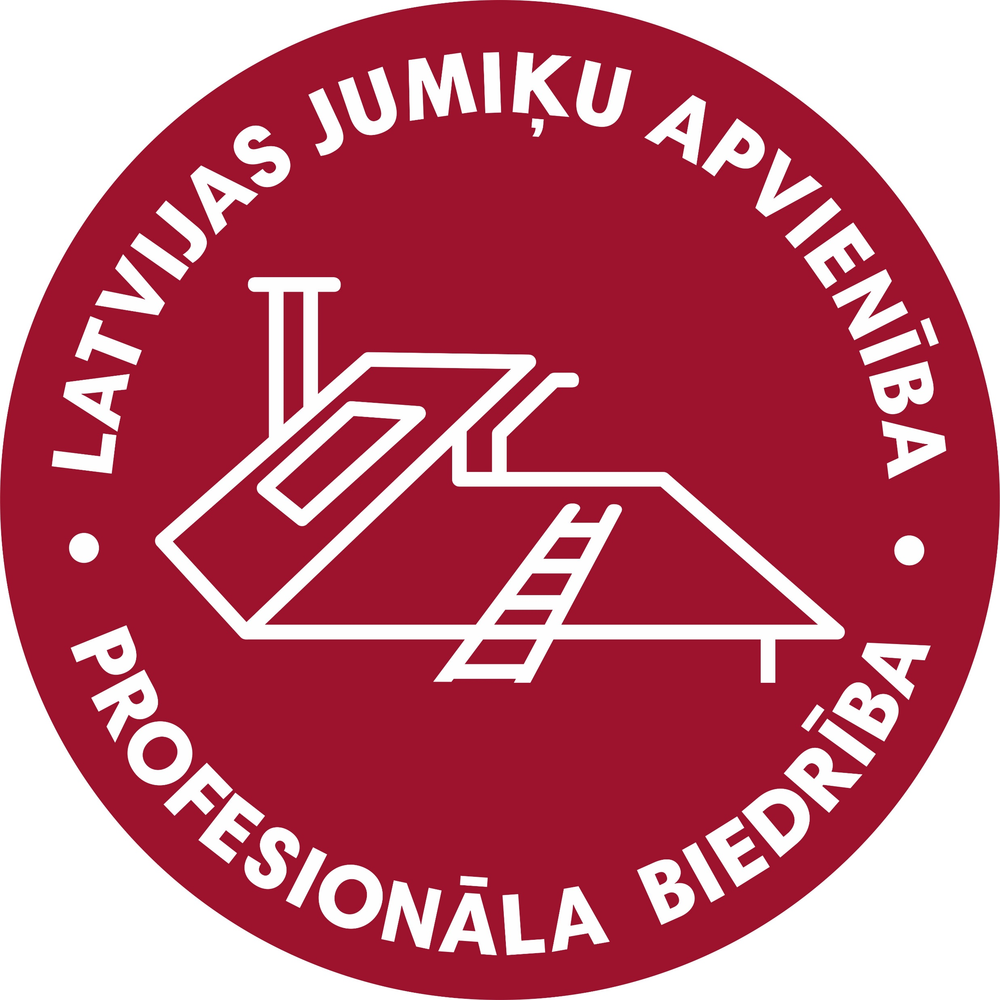 LATVIJAS JUMIĶU APVIENĪBA
PROFESIONĀLA BIEDRĪBA